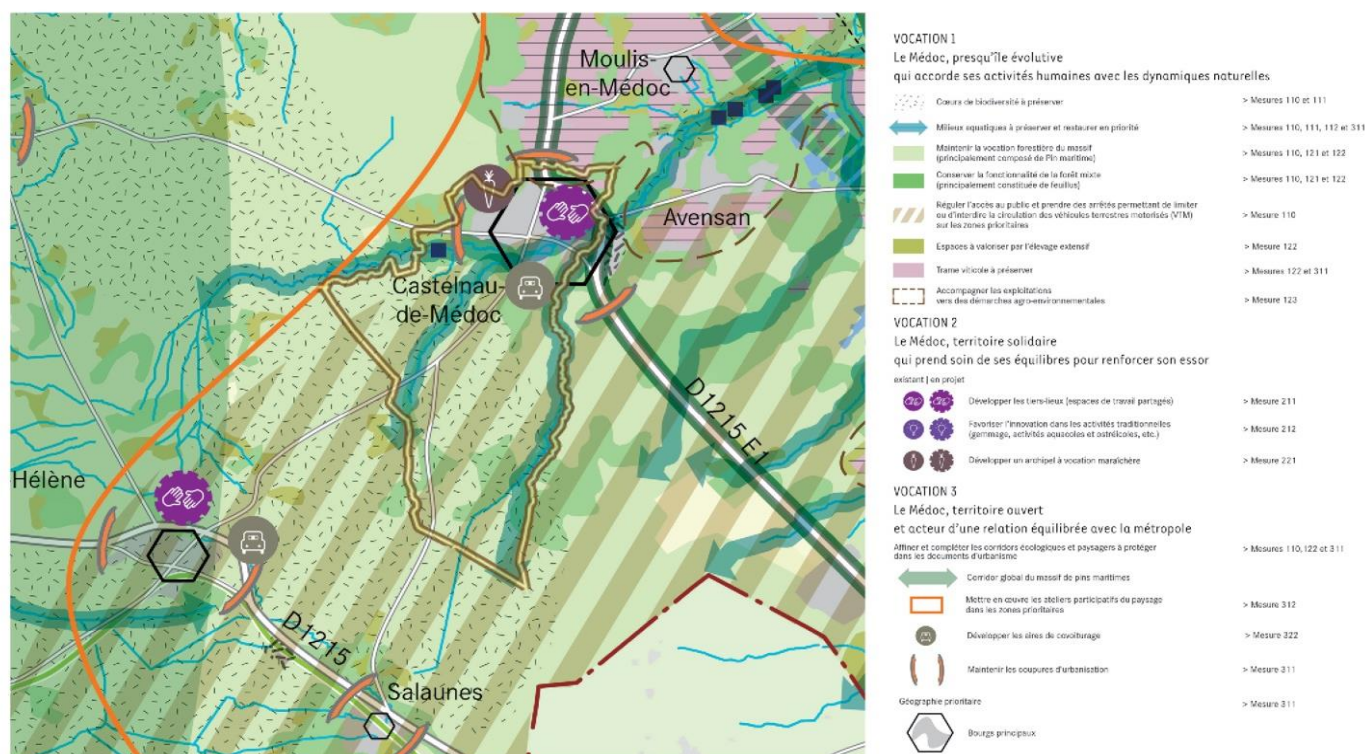 Moulis-
en-Médoc
Avensan
Castelnau-
de-Médoc
D1215 E1
Hélène
D1215
Salaunes
VOCATION 1
Le Médoc, presqu'île évolutive
qui accorde ses activités humaines avec les dynamiques naturelles
Cœurs de biodiversité à préserver > Mesures 110 et 111
Milieux aquatiques à préserver et restaurer en priorité > Mesures 110, 111, 112 et 311
Maintenir la vocation forestière du massif
(principalement composé de Pin maritime) > Mesures 110, 121 et 122
Conserver la fonctionnalité de la forêt mixte
(principalement constituée de feuillus) > Mesures 110, 121 et 122
Réguler l'accès au public et prendre des arrêtés permettant de limiter
ou d'interdire la circulation des véhicules terrestres motorisés (VTM) > Mesure 110
sur les zones prioritaires
Espaces à valoriser par l'élevage extensif > Mesure 122
Trame viticole à préserver > Mesures 122 et 311
Accompagner les exploitations
vers des démarches agro-environnementales > Mesure 123
VOCATION 2
Le Médoc, territoire solidaire
qui prend soin de ses équilibres pour renforcer son essor
existant | en projet
Développer les tiers-lieux (espaces de travail partagés) > Mesure 211
Favoriser l'innovation dans les activités traditionnelles
(gemmage, activités aquacoles et ostréicoles, etc.) > Mesure 212
Développer un archipel à vocation maraîchère > Mesure 221
VOCATION 3
Le Médoc, territoire ouvert
et acteur d'une relation équilibrée avec la métropole
Affiner et compléter les corridors écologiques et paysagers à protéger
dans les documents d'urbanisme > Mesures 110, 122 et 311
Corridor global du massif de pins maritimes
Mettre en œuvre les ateliers participatifs du paysage
dans les zones prioritaires > Mesure 312
Développer les aires de covoiturage > Mesure 322
Maintenir les coupures d'urbanisation > Mesure 311
Géographie prioritaire > Mesure 311
Bourgs principaux